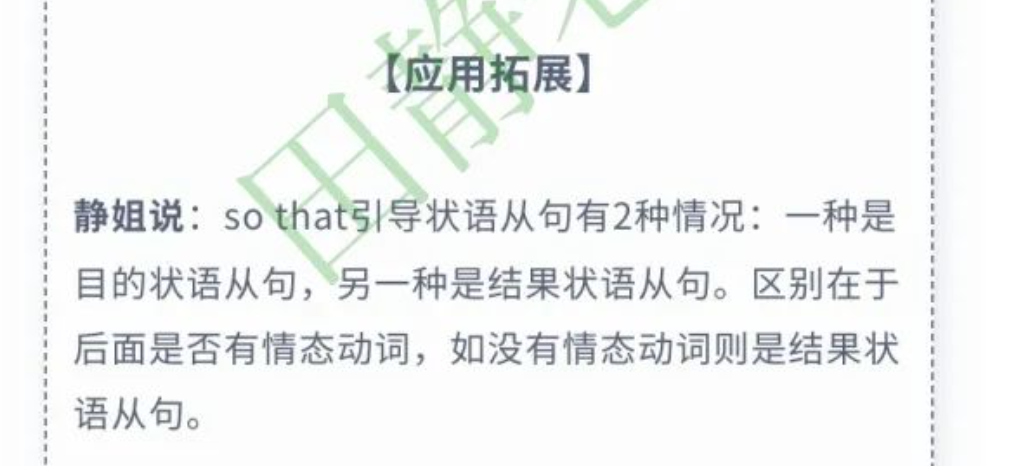 【应用拓展】
静姐说：so that引导状语从句有2种情况：一种是
目的状语从句，另一种是结果状语从句。区别在于
后面是否有情态动词，如没有情态动词则是结果状
语从句。
田静